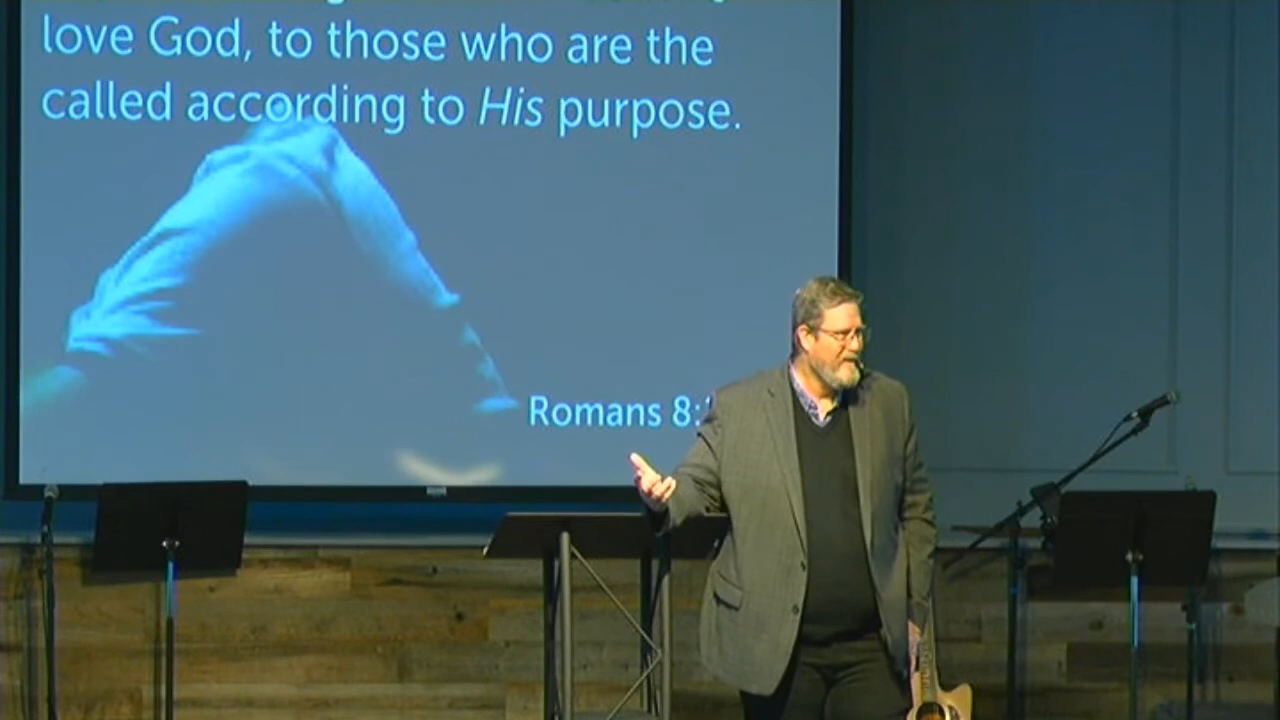 love God, to those who are the
called according to His purpose.
Romans 8: